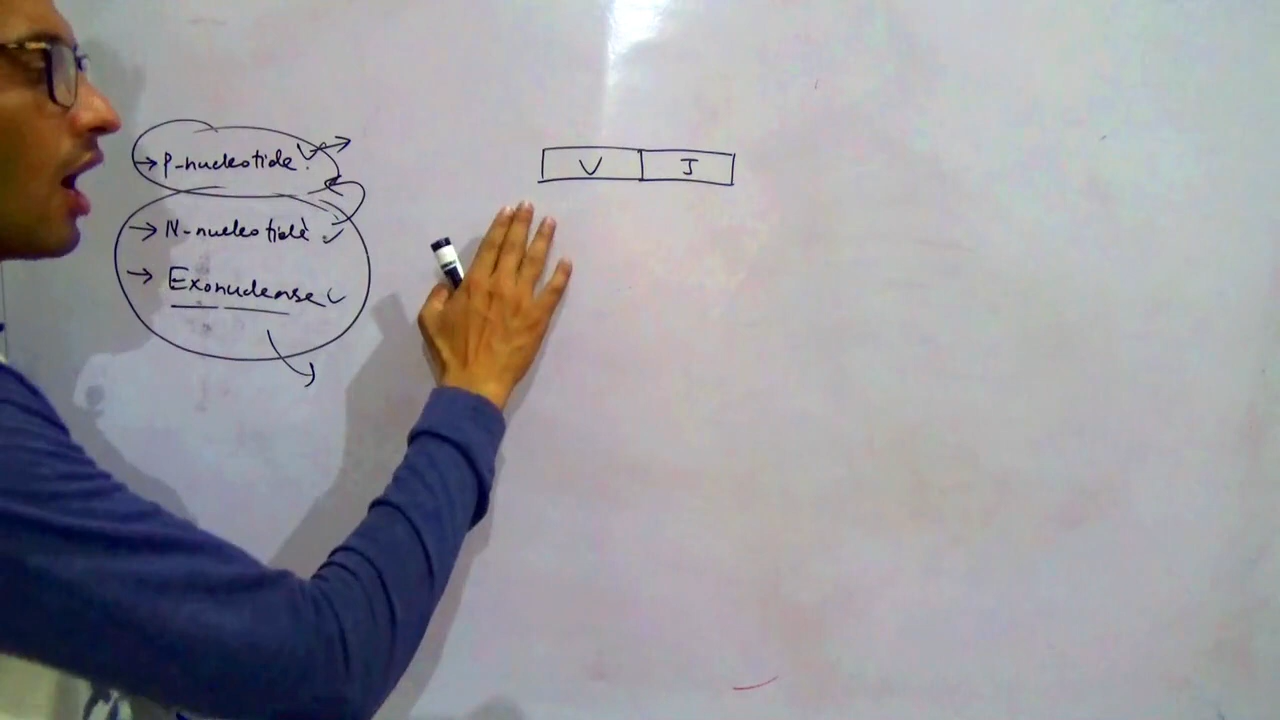 → P-nucleotide
→ N-nucleotide
→ Exonuclease
V J